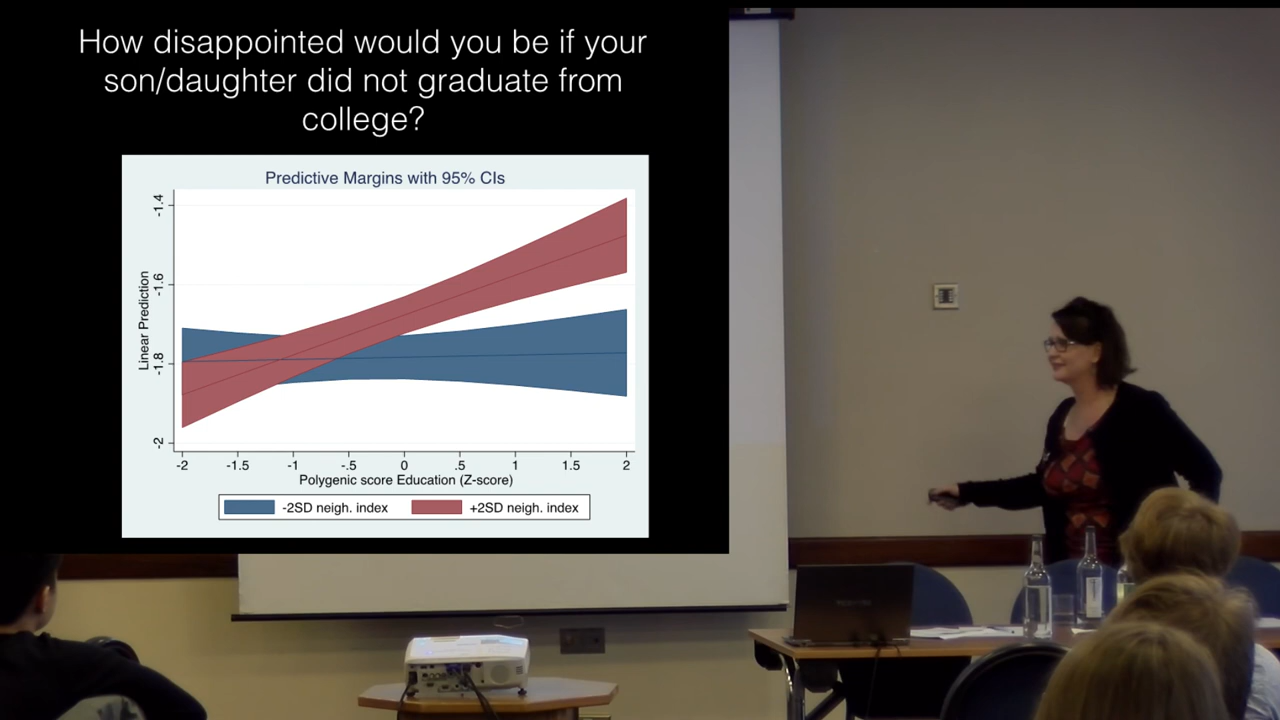 How disappointed would you be if your
son/daughter did not graduate from
college?
Predictive Margins with 95% CIs
Linear Prediction
-1.4
-1.6
-1.8
-2
-2 -1.5 -1 -.5 0 .5 1 1.5 2
Polygenic score Education (Z-score)
-2SD neigh. index +2SD neigh. index